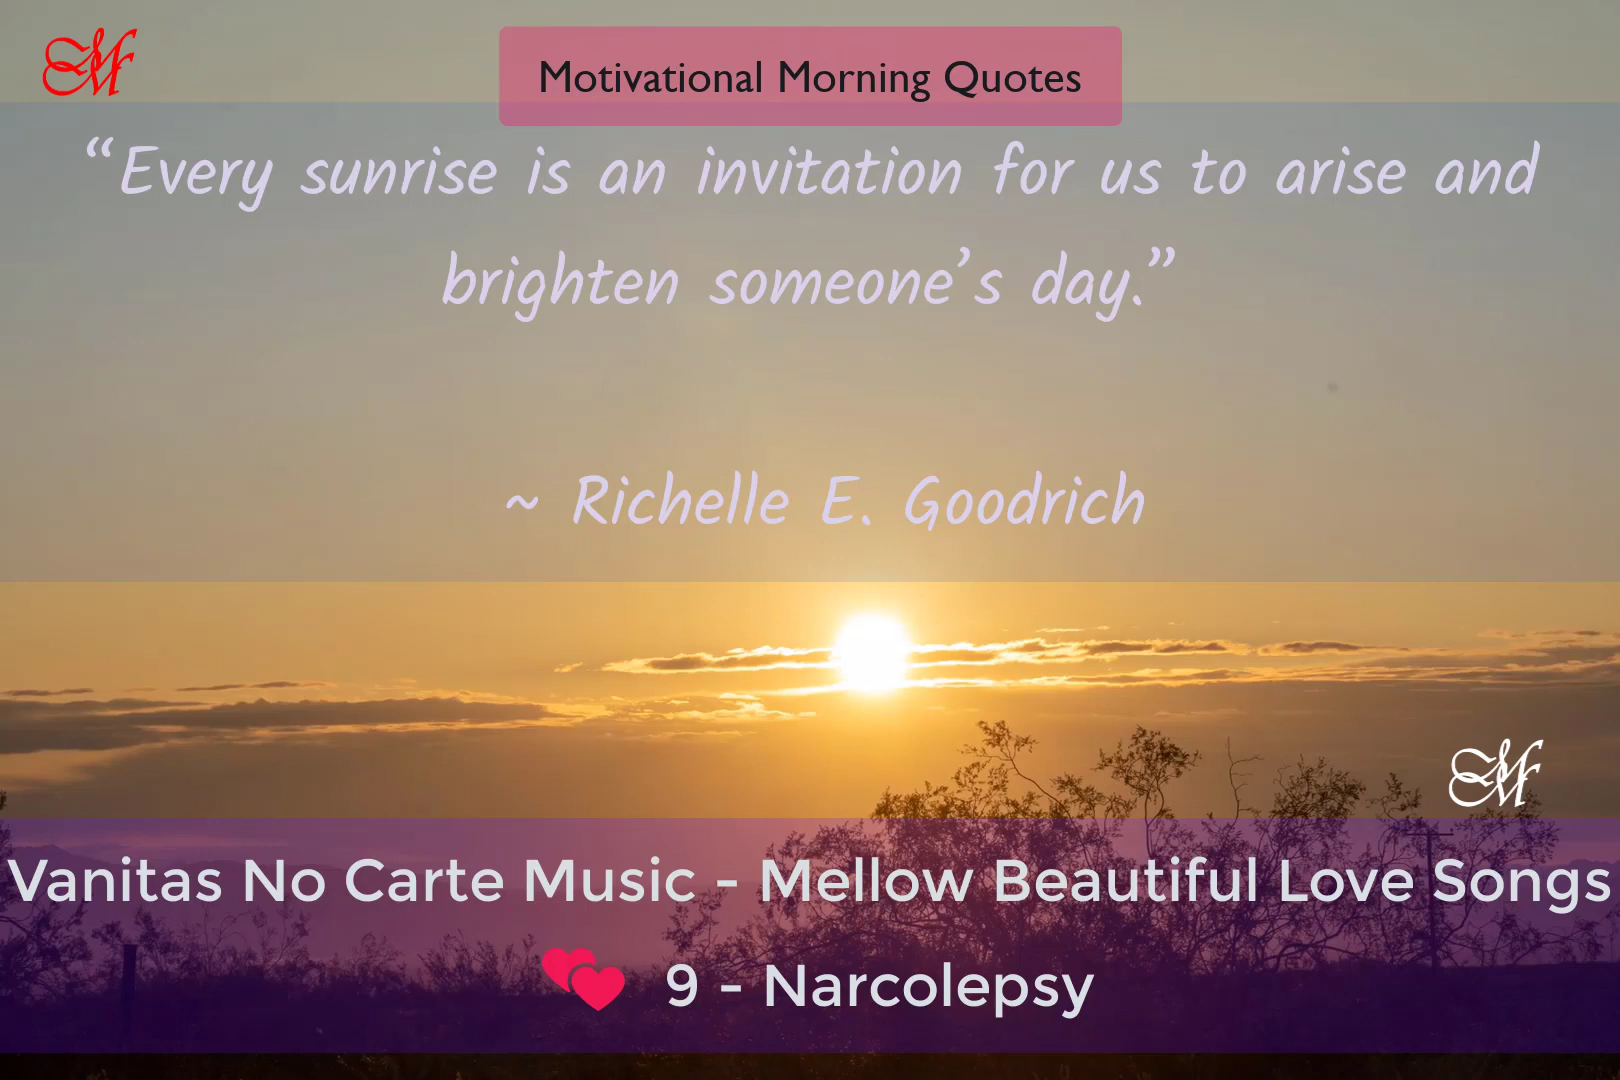 Motivational Morning Quotes
“Every sunrise is an invitation for us to arise and
brighten someone’s day.”
~ Richelle E. Goodrich
Vanitas No Carte Music - Mellow Beautiful Love Songs
9 - Narcolepsy